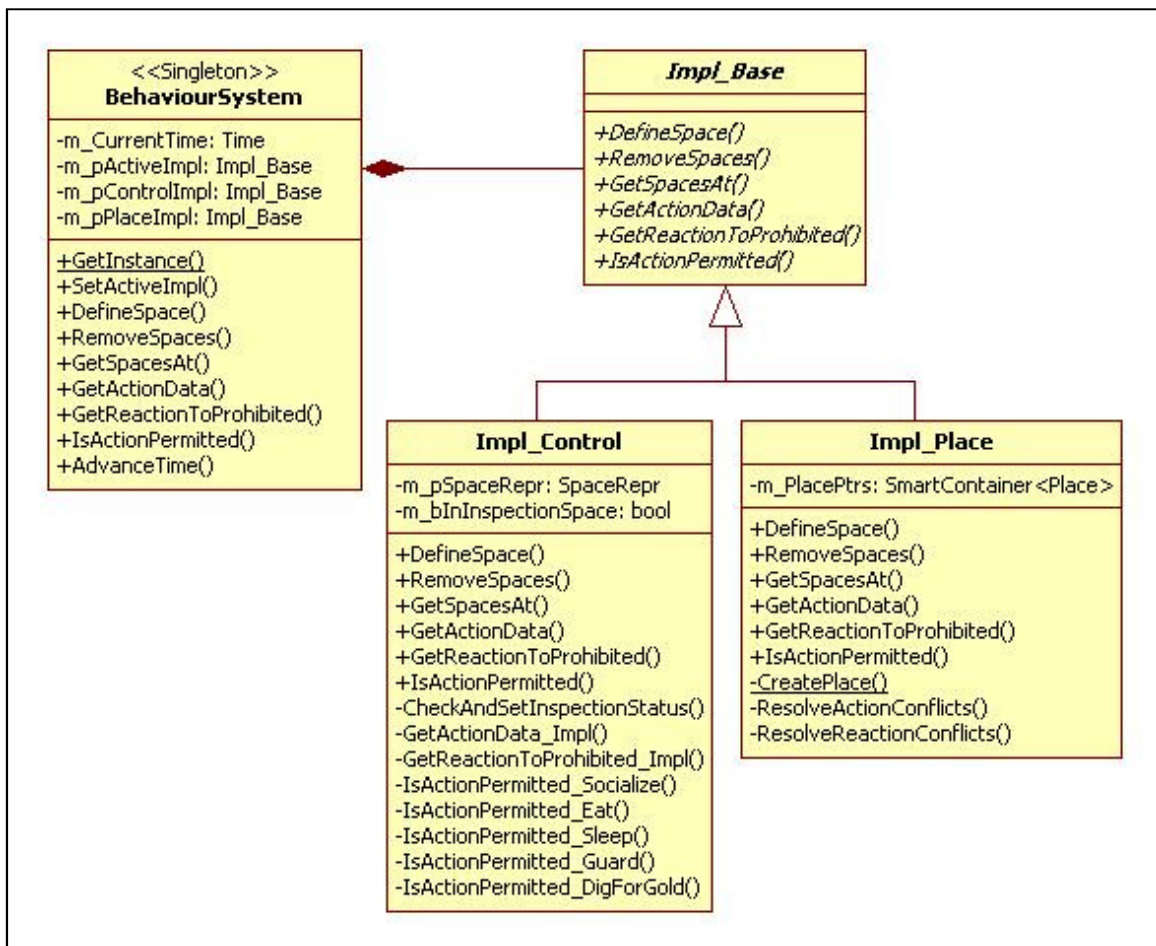 <<Singleton>>
BehaviourSystem
-m_CurrentTime: Time
-m_pActiveImpl: Impl_Base
-m_pControlImpl: Impl_Base
-m_pPlaceImpl: Impl_Base
+GetInstance()
+SetActiveImpl()
+DefineSpace()
+RemoveSpaces()
+GetSpacesAt()
+GetActionData()
+GetReactionToProhibited()
+IsActionPermitted()
+AdvanceTime()
Impl_Base
+DefineSpace()
+RemoveSpaces()
+GetSpacesAt()
+GetActionData()
+GetReactionToProhibited()
+IsActionPermitted()
Impl_Control
-m_pSpaceRepr: SpaceRepr
-m_bInInspectionSpace: bool
+DefineSpace()
+RemoveSpaces()
+GetSpacesAt()
+GetActionData()
+GetReactionToProhibited()
+IsActionPermitted()
-CheckAndSetInspectionStatus()
-GetActionData_Impl()
-GetReactionToProhibited_Impl()
-IsActionPermitted_Socialize()
-IsActionPermitted_Eat()
-IsActionPermitted_Sleep()
-IsActionPermitted_Guard()
-IsActionPermitted_DigForGold()
Impl_Place
-m_PlacePtrs: SmartContainer<Place>
+DefineSpace()
+RemoveSpaces()
+GetSpacesAt()
+GetActionData()
+GetReactionToProhibited()
+IsActionPermitted()
-CreatePlace()
-ResolveActionConflicts()
-ResolveReactionConflicts()